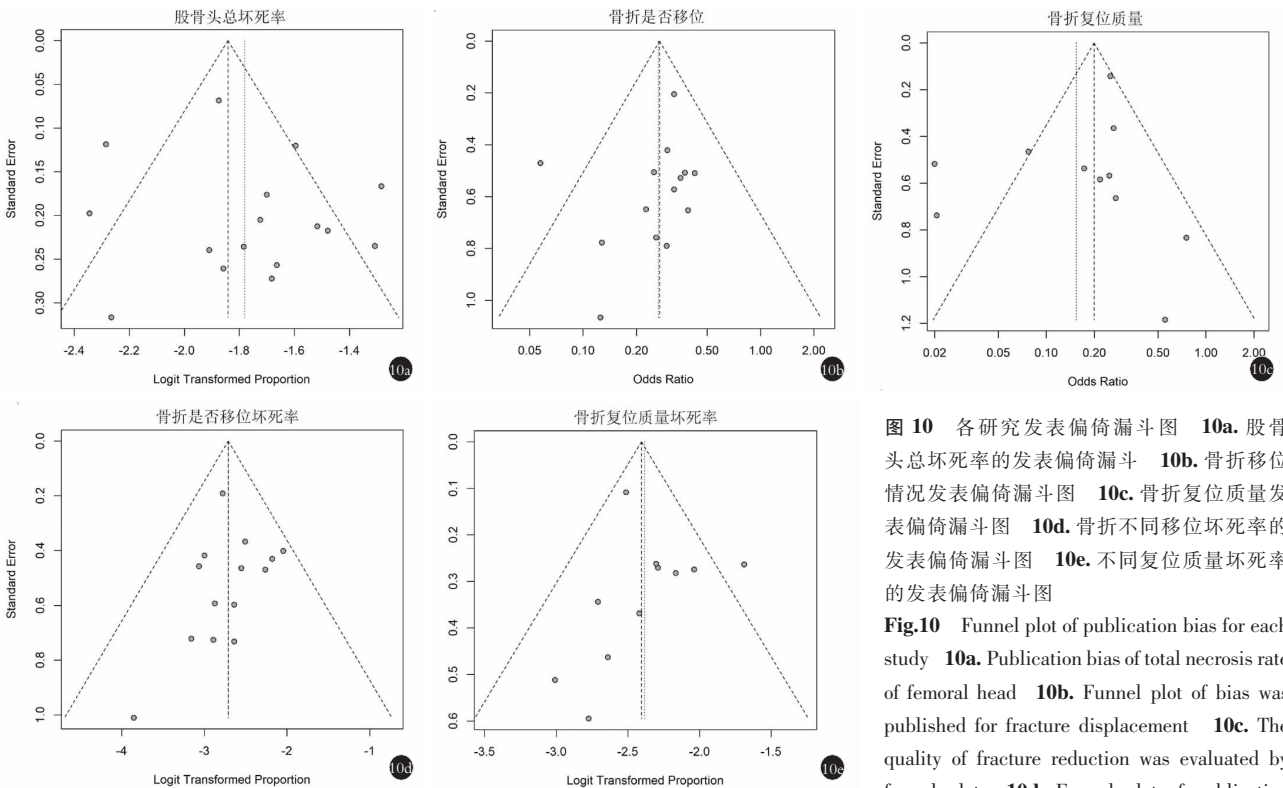 股骨头总坏死率
0.00
0.05
0.10
0.15
0.20
0.25
0.30
Standard Error
-2.4 -2.2 -2.0 -1.8 -1.6 -1.4
Logit Transformed Proportion
10a
骨折是否移位
0.0
0.2
0.4
0.6
0.8
1.0
Standard Error
0.05 0.10 0.20 0.50 1.00 2.00
Odds Ratio
10b
骨折复位质量
0.0
0.2
0.4
0.6
0.8
1.0
1.2
Standard Error
0.02 0.05 0.10 0.20 0.50 1.00 2.00
Odds Ratio
10c
骨折是否移位坏死率
0.0
0.2
0.4
0.6
0.8
1.0
Standard Error
-4 -3 -2 -1
Logit Transformed Proportion
10d
骨折复位质量坏死率
0.0
0.1
0.2
0.3
0.4
0.5
0.6
Standard Error
-3.5 -3.0 -2.5 -2.0 -1.5
Logit Transformed Proportion
10e
图 10 各研究发表偏倚漏斗图 10a. 股骨
头总坏死率的发表偏倚漏斗 10b. 骨折移位
情况发表偏倚漏斗图 10c. 骨折复位质量发
表偏倚漏斗图 10d. 骨折不同移位坏死率的
发表偏倚漏斗图 10e. 不同复位质量坏死率
的发表偏倚漏斗图
Fig.10 Funnel plot of publication bias for each
study 10a. Publication bias of total necrosis rate
of femoral head 10b. Funnel plot of bias was
published for fracture displacement 10c. The
quality of fracture reduction was evaluated by